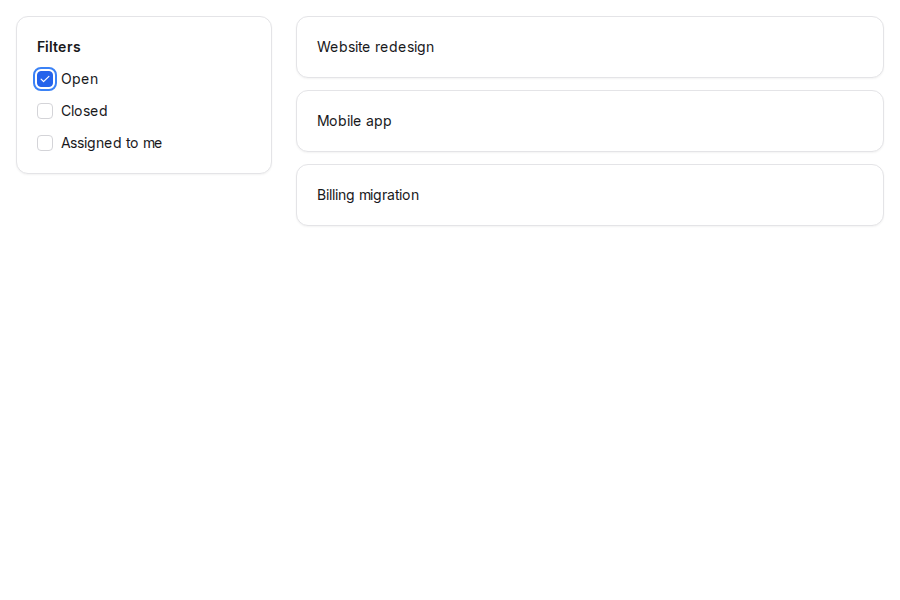 Filters
Open
Closed
Assigned to me
Website redesign
Mobile app
Billing migration